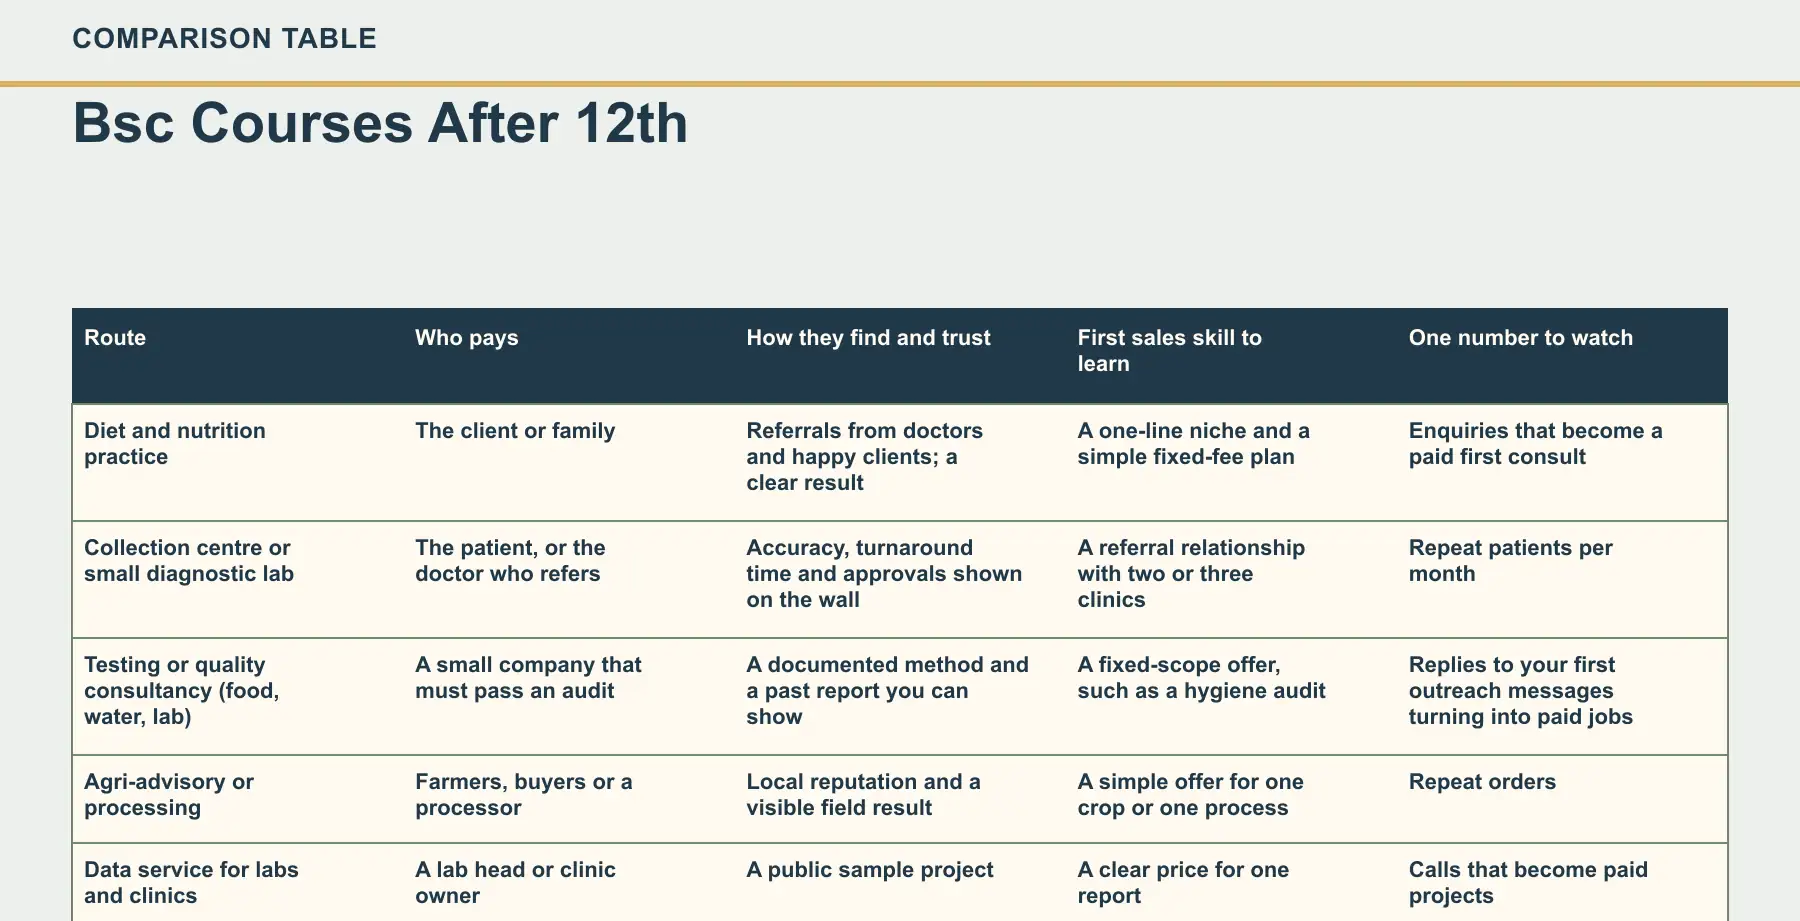 COMPARISON TABLE
Bsc Courses After 12th
Route
Who pays
How they find and trust
First sales skill to
learn
One number to watch
Diet and nutrition
practice
The client or family
Referrals from doctors
and happy clients; a
clear result
A one-line niche and a
simple fixed-fee plan
Enquiries that become a
paid first consult
Collection centre or
small diagnostic lab
The patient, or the
doctor who refers
Accuracy, turnaround
time and approvals shown
on the wall
A referral relationship
with two or three
clinics
Repeat patients per
month
Testing or quality
consultancy (food,
water, lab)
A small company that
must pass an audit
A documented method and
a past report you can
show
A fixed-scope offer,
such as a hygiene audit
Replies to your first
outreach messages
turning into paid jobs
Agri-advisory or
processing
Farmers, buyers or a
processor
Local reputation and a
visible field result
A simple offer for one
crop or one process
Repeat orders
Data service for labs
and clinics
A lab head or clinic
owner
A public sample project
A clear price for one
report
Calls that become paid
projects